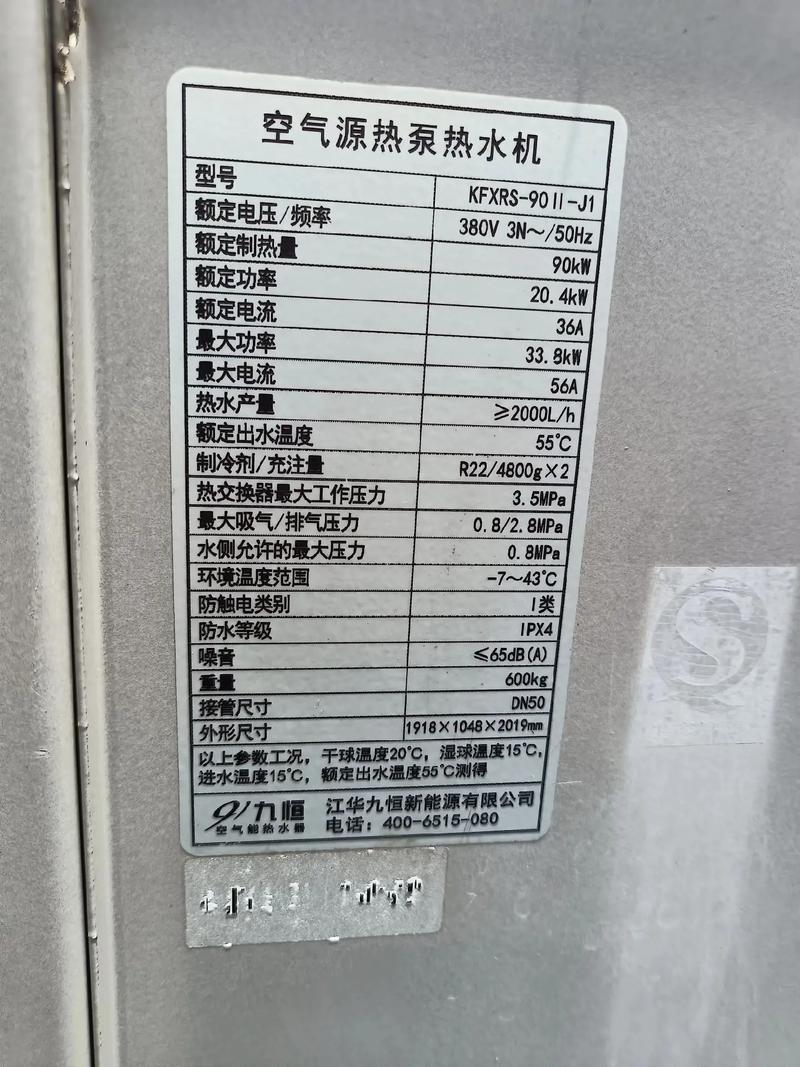 空气源热泵热水机
型号 KFXRS-90II-J1
额定电压/频率 380V 3N～/50Hz
额定制热量 90kW
额定功率 20.4kW
额定电流 36A
最大功率 33.8kW
最大电流 56A
热水产量 ≥2000L/h
额定出水温度 55℃
制冷剂/充注量 R22/4800g×2
热交换器最大工作压力 3.5MPa
最大吸气/排气压力 0.8/2.8MPa
水侧允许的最大压力 0.8MPa
环境温度范围 -7～43℃
防触电类别 I类
防水等级 IPX4
噪音 ≤65dB(A)
重量 600kg
接管尺寸 DN50
外形尺寸 1918×1048×2019mm
以上参数工况，干球温度20℃，湿球温度15℃，
进水温度15℃，额定出水温度55℃测得
九恒 江华九恒新能源有限公司
空气能热水器 电话：400-6515-080